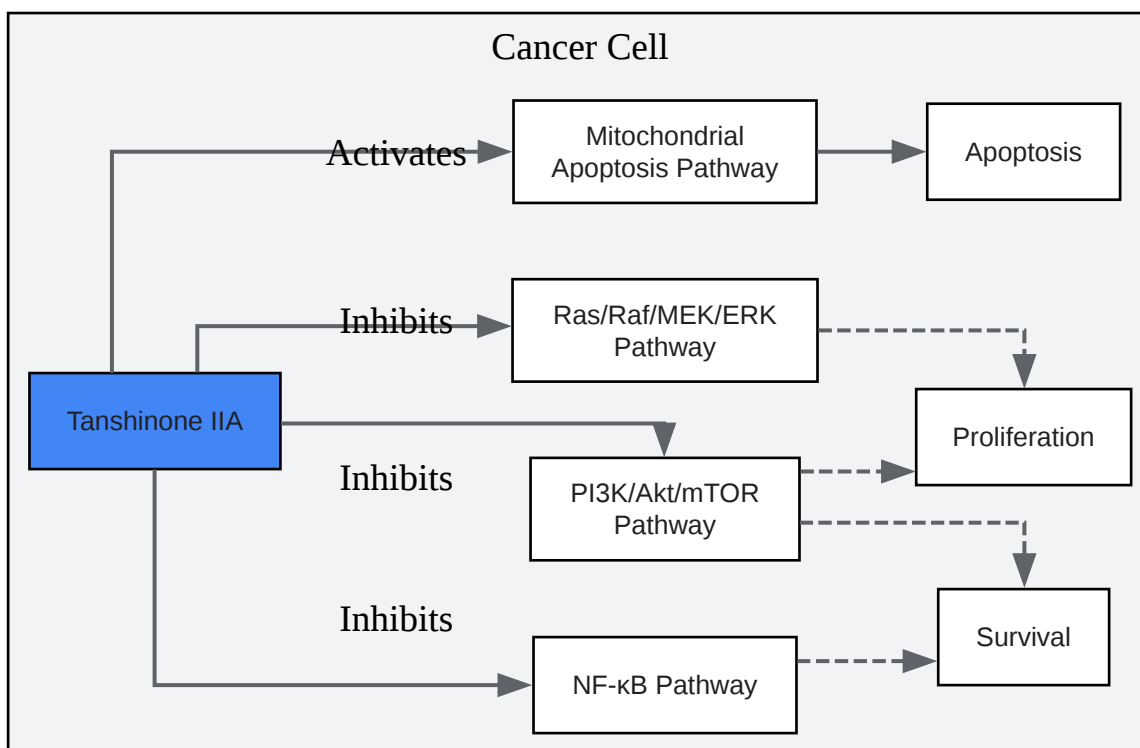 Cancer Cell
Activates
Mitochondrial
Apoptosis Pathway
Apoptosis
Inhibits
Ras/Raf/MEK/ERK
Pathway
Tanshinone IIA
Proliferation
Inhibits
PI3K/Akt/mTOR
Pathway
Inhibits
Survival
NF-κB Pathway